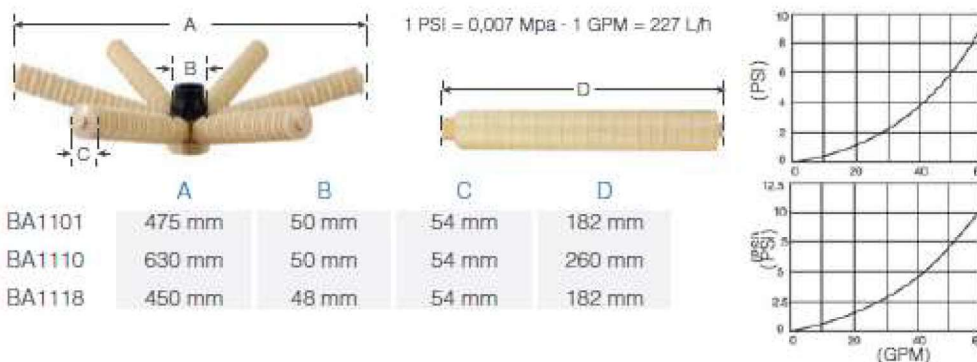 A
1 PSI = 0,007 Mpa - 1 GPM = 227 L/h
B
C
D
A B C D
BA1101 475 mm 50 mm 54 mm 182 mm
BA1110 630 mm 50 mm 54 mm 260 mm
BA1118 450 mm 48 mm 54 mm 182 mm
10
8
6
4
2
0
(PSI)
0 20 40
12.5
10
7.5
5
2.5
0
(PSI)
0 20 40
(GPM)